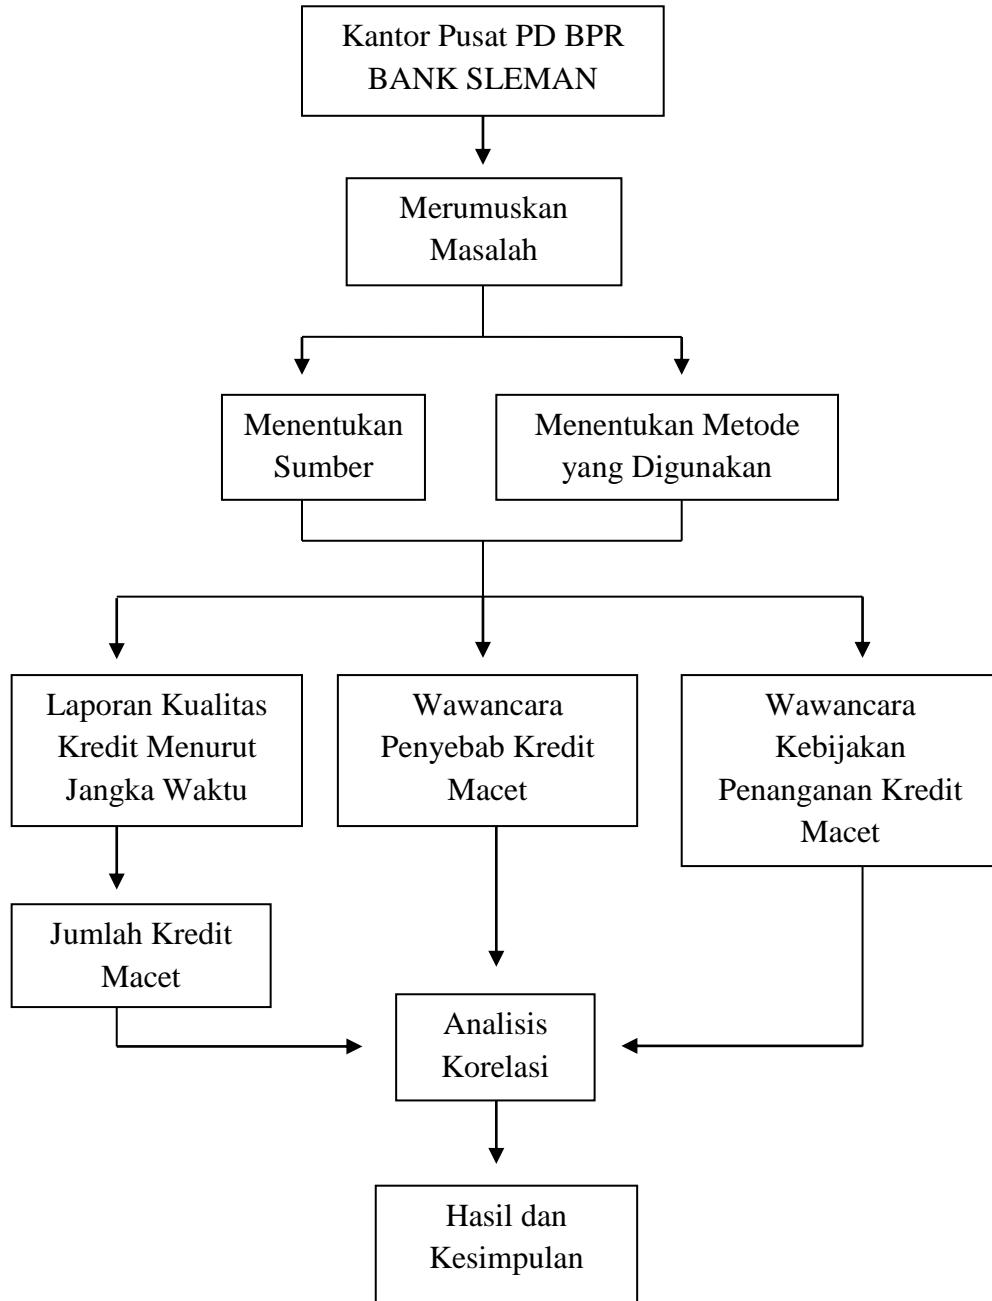 Kantor Pusat PD BPR
BANK SLEMAN
Merumuskan
Masalah
Menentukan
Sumber
Menentukan Metode
yang Digunakan
Laporan Kualitas
Kredit Menurut
Jangka Waktu
Wawancara
Penyebab Kredit
Macet
Wawancara
Kebijakan
Penanganan Kredit
Macet
Jumlah Kredit
Macet
Analisis
Korelasi
Hasil dan
Kesimpulan